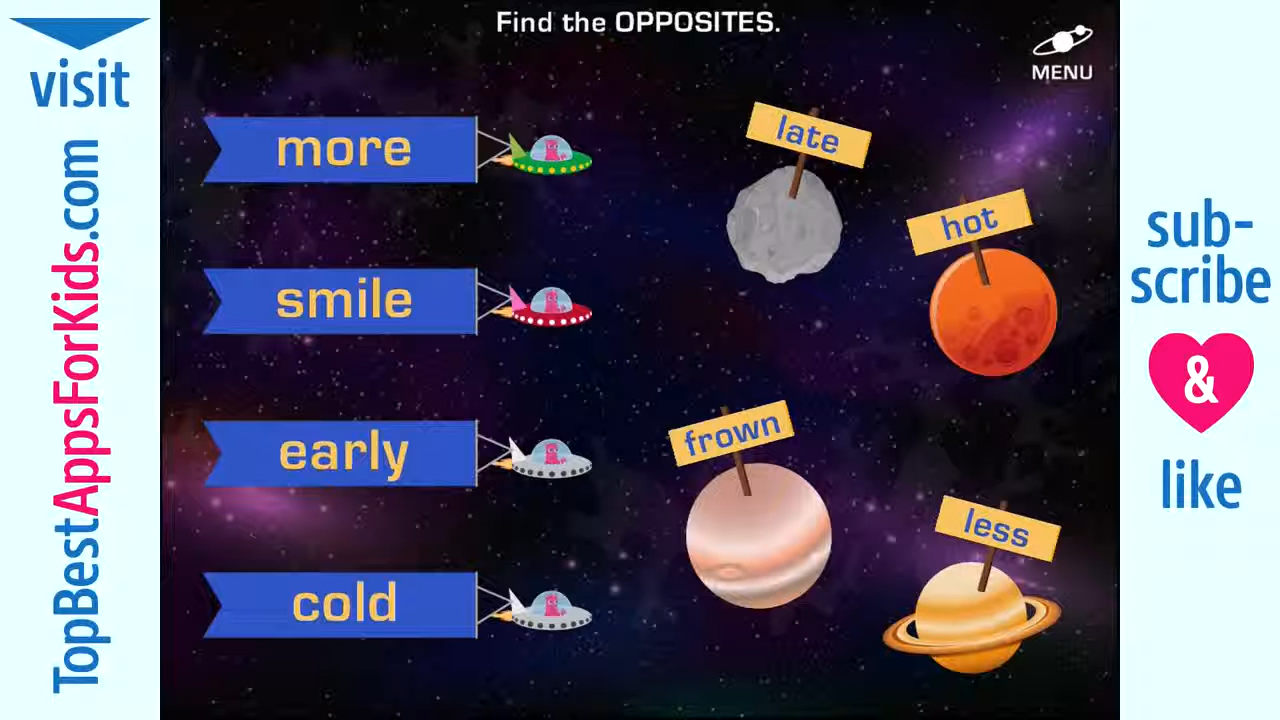 Find the OPPOSITES.
MENU
visit
TopBestAppsForKids.com
more
smile
early
cold
late
hot
frown
less
sub-
scribe
&
like